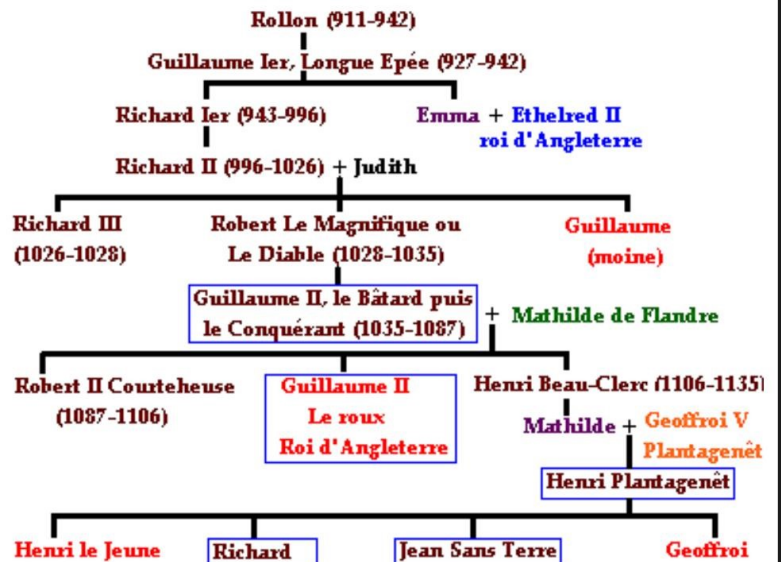 Rollon (911-942)
Guillaume Ier, Longue Epée (927-942)
Richard Ier (943-996)
Emma + Ethelred II
roi d'Angleterre
Richard II (996-1026) + Judith
Richard III
(1026-1028)
Robert Le Magnifique ou
Le Diable (1028-1035)
Guillaume
(moine)
Guillaume II, le Bâtard puis
le Conquérant (1035-1087)
+ Mathilde de Flandre
Robert II Courteheuse
(1087-1106)
Guillaume II
Le roux
Roi d'Angleterre
Henri Beau-Clerc (1106-1135)
Mathilde +
Geoffroi V
Plantagenêt
Henri Plantagenêt
Henri le Jeune
Richard
Jean Sans Terre
Geoffroi